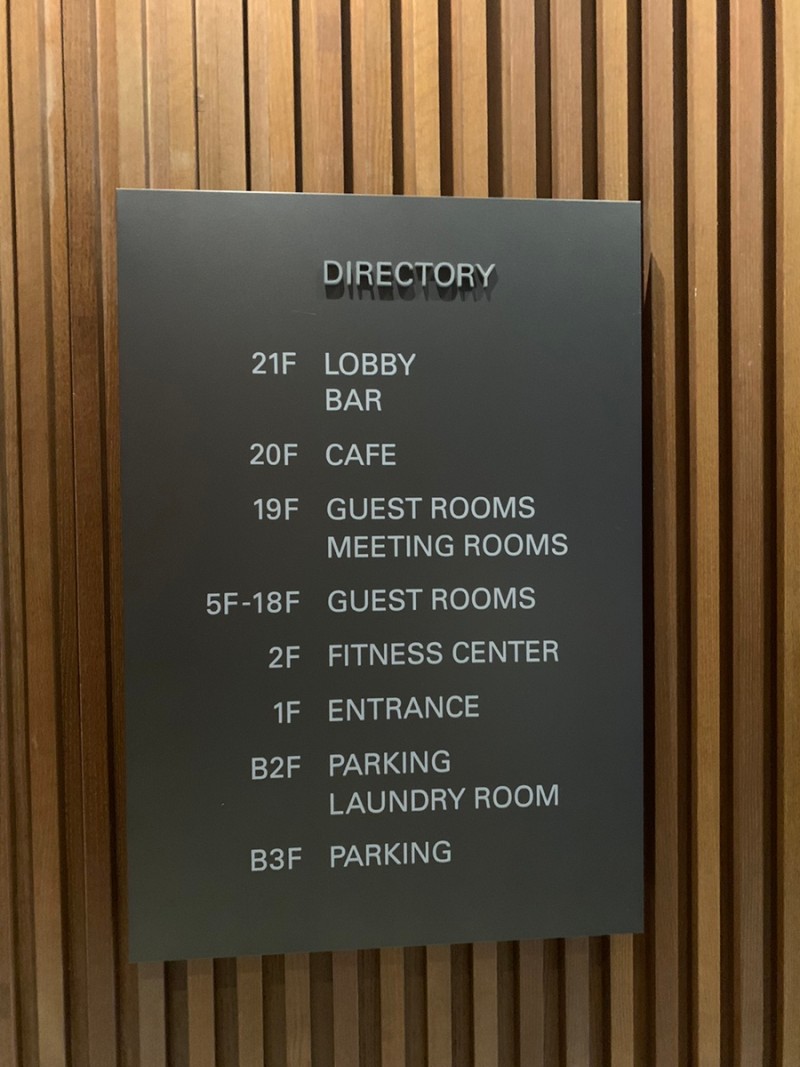 DIRECTORY
21F LOBBY
BAR
20F CAFE
19F GUEST ROOMS
MEETING ROOMS
5F-18F GUEST ROOMS
2F FITNESS CENTER
1F ENTRANCE
B2F PARKING
LAUNDRY ROOM
B3F PARKING